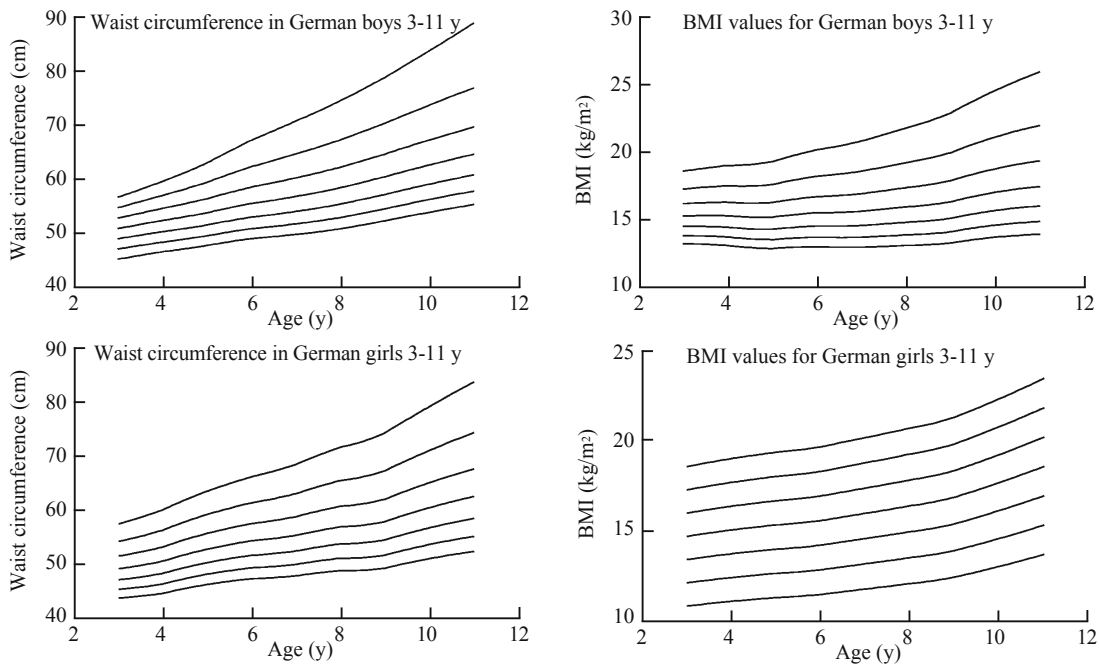 Waist circumference in German boys 3-11 y
Waist circumference (cm)
90
80
70
60
50
40
2 4 6 8 10 12
Age (y)
BMI values for German boys 3-11 y
BMI (kg/m²)
30
25
20
15
10
2 4 6 8 10 12
Age (y)
Waist circumference in German girls 3-11 y
Waist circumference (cm)
90
80
70
60
50
40
2 4 6 8 10 12
Age (y)
BMI values for German girls 3-11 y
BMI (kg/m²)
25
20
15
10
2 4 6 8 10 12
Age (y)